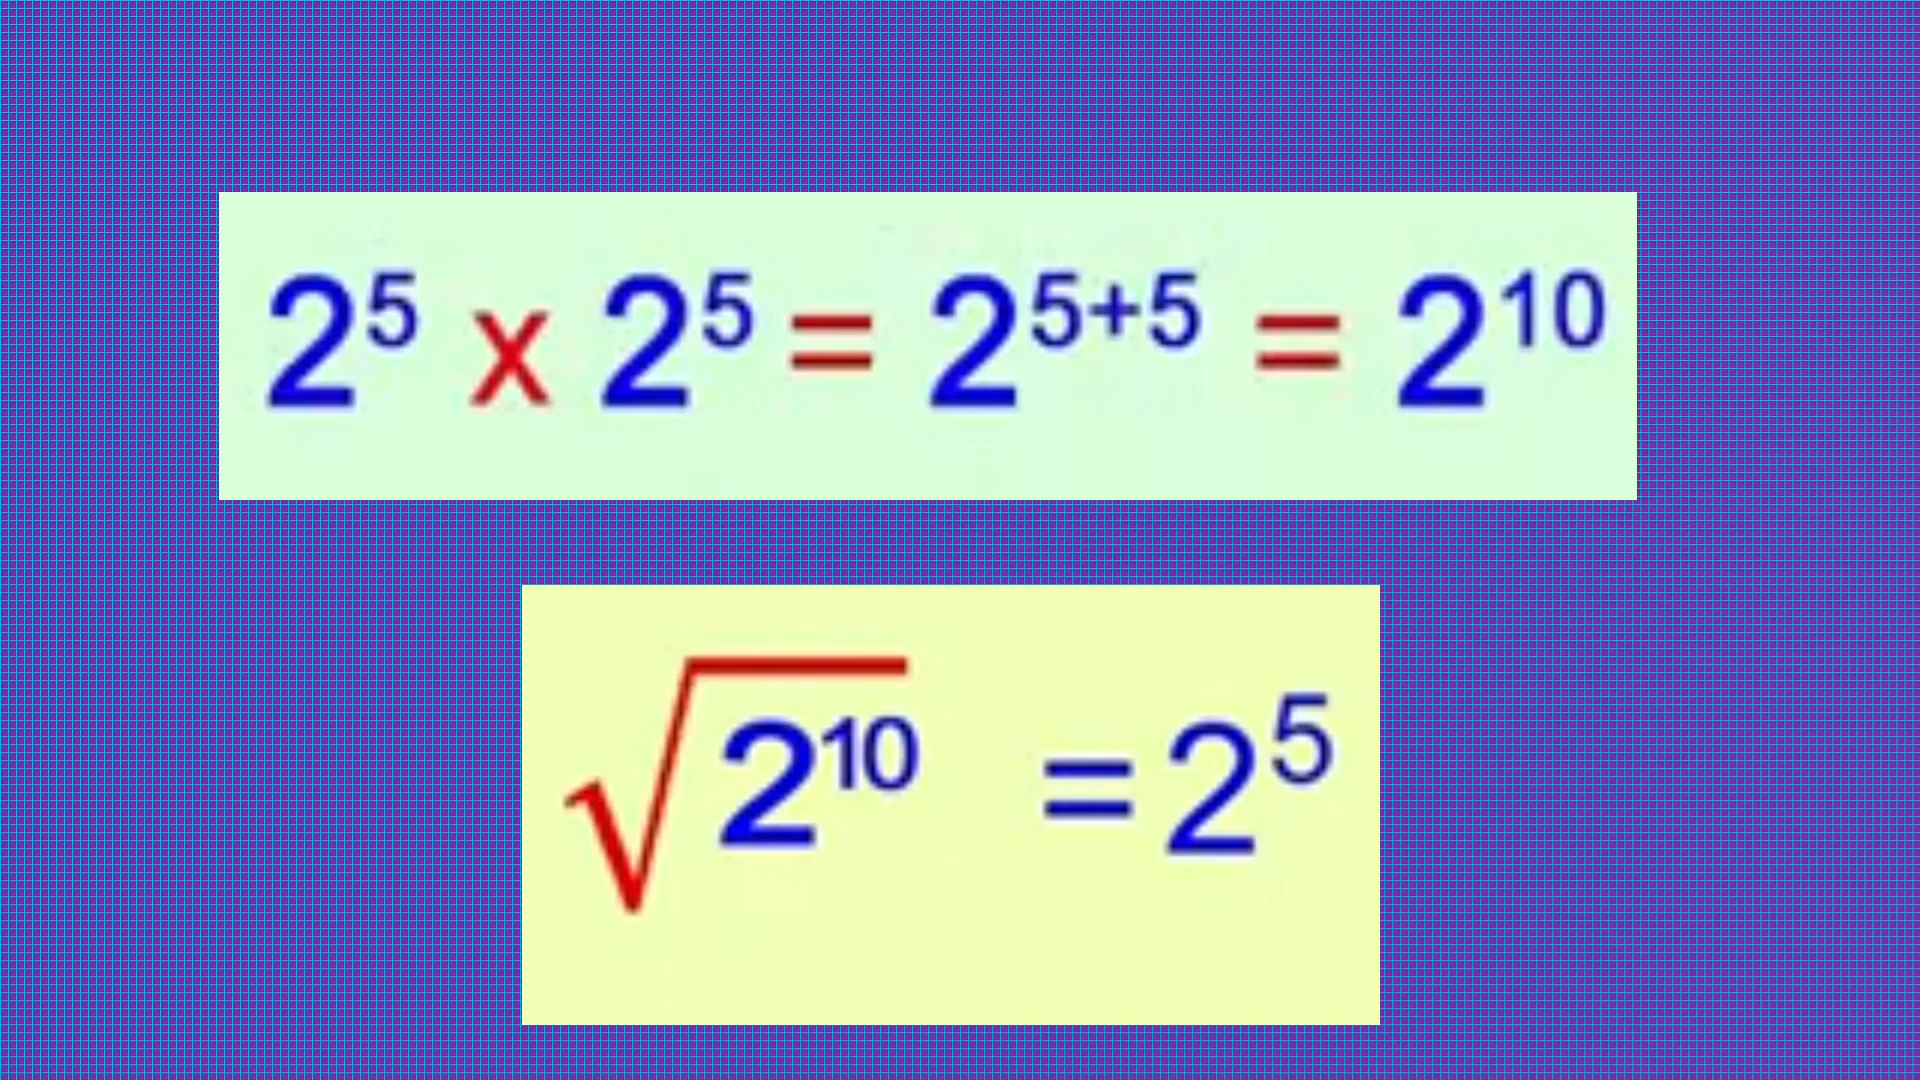 2⁵ x 2⁵ = 2⁵⁺⁵ = 2¹⁰
√2¹⁰ = 2⁵